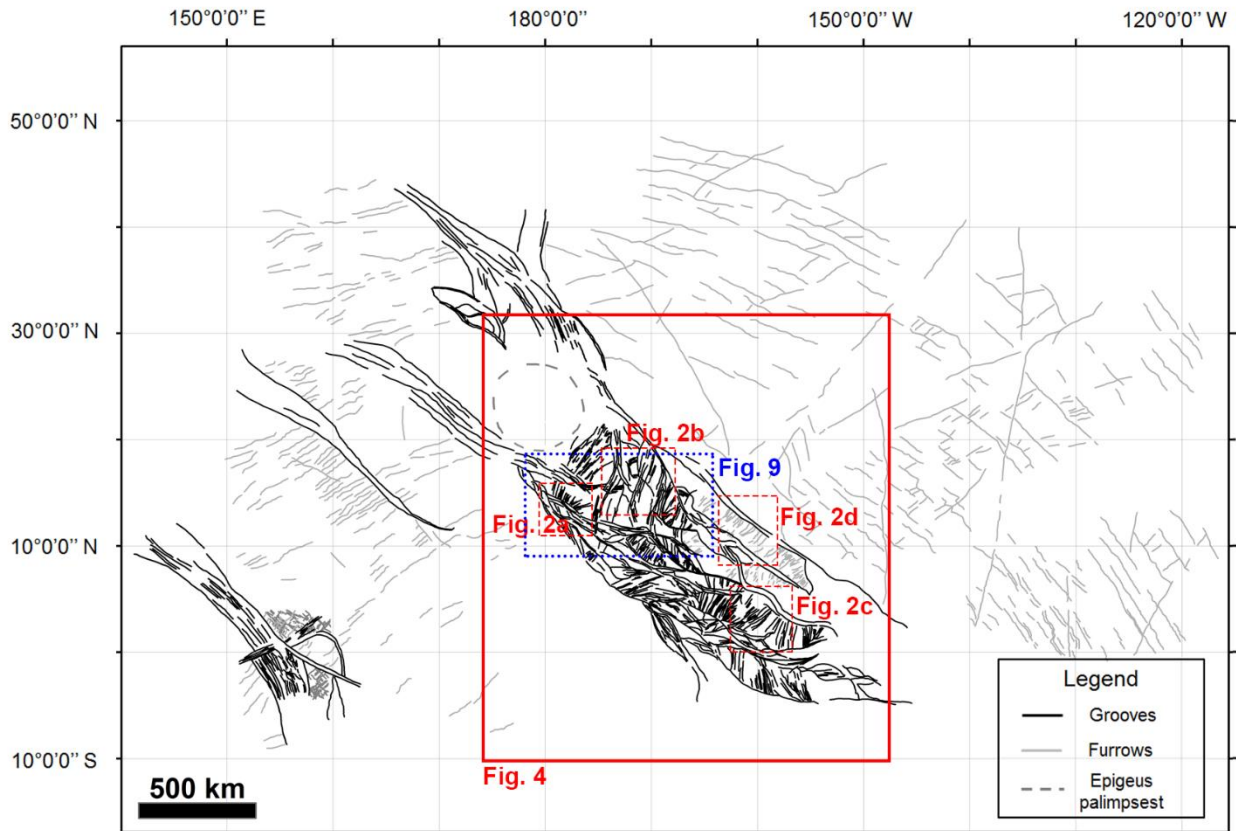 150°0'0'' E
180°0'0''
150°0'0'' W
120°0'0'' W
50°0'0'' N
30°0'0'' N
Fig. 2b
Fig. 9
Fig. 2a
Fig. 2d
10°0'0'' N
Fig. 2c
Legend
Grooves
Furrows
Epigeus
palimpsest
10°0'0'' S
Fig. 4
500 km